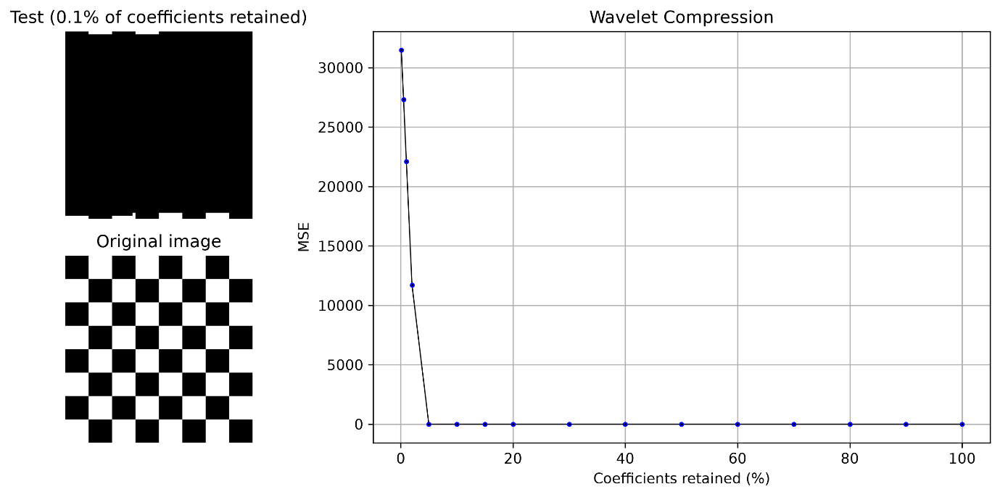 Test (0.1% of coefficients retained)
Original image
Wavelet Compression
MSE
30000
25000
20000
15000
10000
5000
0
0 20 40 60 80 100
Coefficients retained (%)